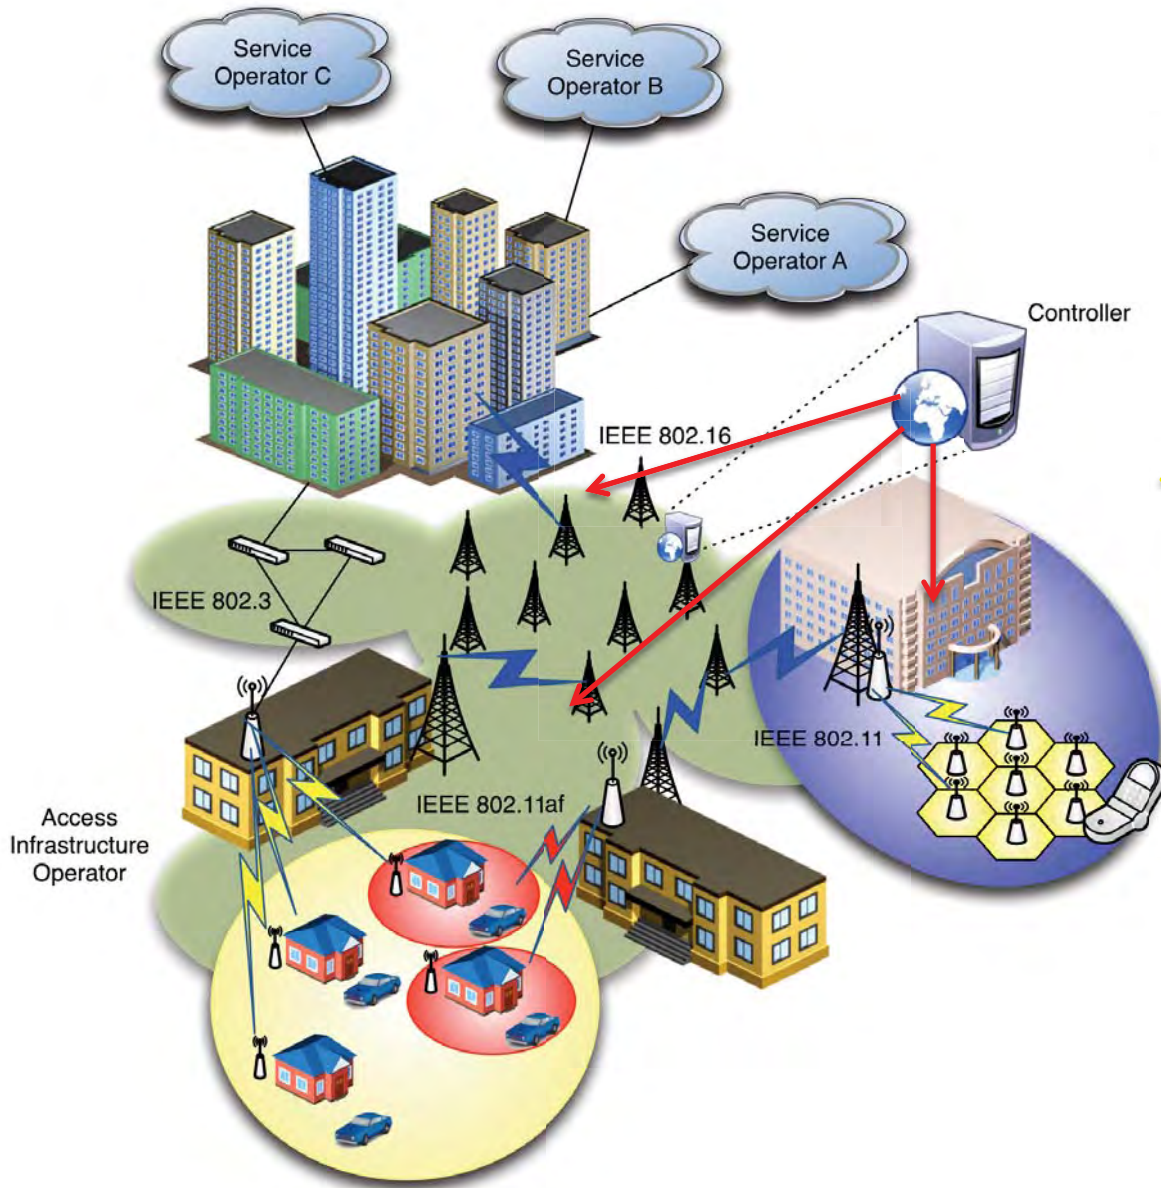 Service
Operator C
Service
Operator B
Service
Operator A
Controller
IEEE 802.16
IEEE 802.3
IEEE 802.11
IEEE 802.11af
Access
Infrastructure
Operator